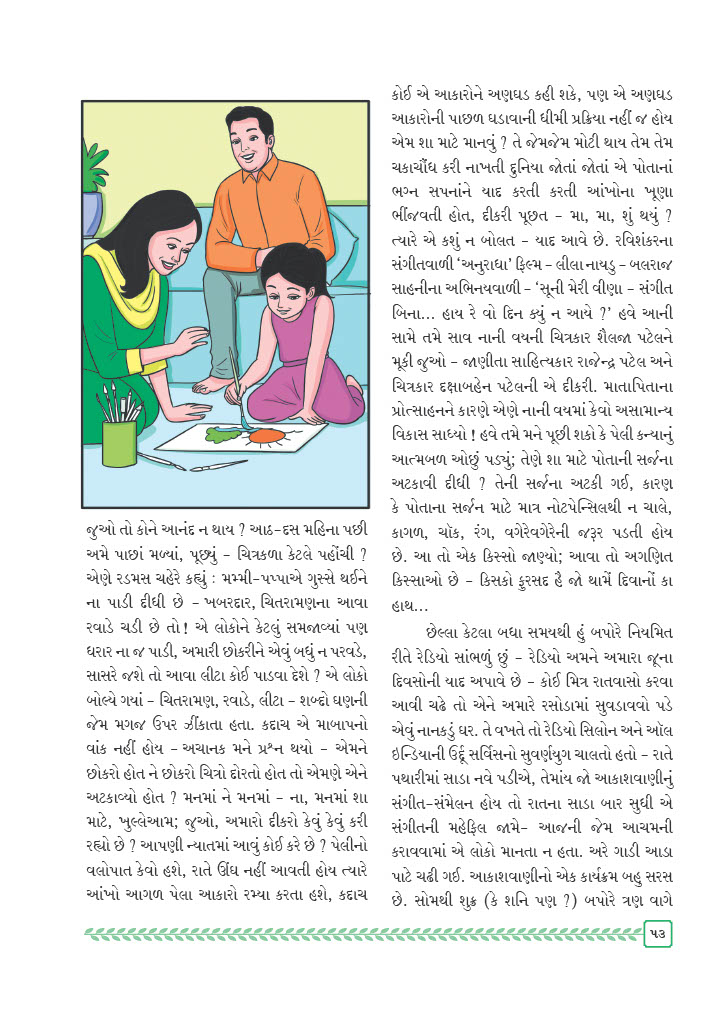 જુઓ તો કોને આનંદ ન થાય ? આઠ-દસ મહિના પછી
અમે પાછાં મળ્યાં, પૂછ્યું – ચિત્રકળા કેટલે પહોંચી ?
એણે રડમસ ચહેરે કહ્યું : મમ્મી-પપ્પાએ ગુસ્સે થઈને
ના પાડી દીધી છે – ખબરદાર, ચિતરામણના આવા
રવાડે ચડી છે તો ! એ લોકોને કેટલું સમજાવ્યાં પણ
ધરાર ના જ પાડી, અમારી છોકરીને એવું બધું ન પરવડે,
સાસરે જશે તો આવા લીટા કોઈ પાડવા દેશે ? એ લોકો
બોલ્યે ગયાં – ચિતરામણ, રવાડે, લીટા – શબ્દો ઘણની
જેમ મગજ ઉપર ઝીંકાતા હતા. કદાચ એ માબાપનો
વાંક નહીં હોય – અચાનક મને પ્રશ્ન થયો – એમને
છોકરો હોત ને છોકરો ચિત્રો દોરતો હોત તો એમણે એને
અટકાવ્યો હોત ? મનમાં ને મનમાં – ના, મનમાં શા
માટે, ખુલ્લેઆમ; જુઓ, અમારો દીકરો કેવું કેવું કરી
રહ્યો છે ? આપણી ન્યાતમાં આવું કોઈ કરે છે ? પેલીનો
વલોપાત કેવો હશે, રાતે ઊંઘ નહીં આવતી હોય ત્યારે
આંખો આગળ પેલા આકારો રમ્યા કરતા હશે, કદાચ
કોઈ એ આકારોને અણઘડ કહી શકે, પણ એ અણઘડ
આકારોની પાછળ ઘડાવાની ધીમી પ્રક્રિયા નહીં જ હોય
એમ શા માટે માનવું ? તે જેમજેમ મોટી થાય તેમ તેમ
ચકાચૌંધ કરી નાખતી દુનિયા જોતાં જોતાં એ પોતાનાં
ભગ્ન સપનાંને યાદ કરતી કરતી આંખોના ખૂણા
ભીંજવતી હોત, દીકરી પૂછત – મા, મા, શું થયું ?
ત્યારે એ કશું ન બોલત – યાદ આવે છે. રવિશંકરના
સંગીતવાળી ‘અનુરાધા’ ફિલ્મ – લીલા નાયડુ – બલરાજ
સાહનીના અભિનયવાળી – ‘સૂની મેરી વીણા – સંગીત
બિના... હાય રે વો દિન ક્યું ન આયે ?’ હવે આની
સામે તમે સાવ નાની વયની ચિત્રકાર શૈલજા પટેલને
મૂકી જુઓ – જાણીતા સાહિત્યકાર રાજેન્દ્ર પટેલ અને
ચિત્રકાર દક્ષાબહેન પટેલની એ દીકરી. માતાપિતાના
પ્રોત્સાહનને કારણે એણે નાની વયમાં કેવો અસામાન્ય
વિકાસ સાધ્યો ! હવે તમે મને પૂછી શકો કે પેલી કન્યાનું
આત્મબળ ઓછું પડ્યું; તેણે શા માટે પોતાની સર્જના
અટકાવી દીધી ? તેની સર્જના અટકી ગઈ, કારણ
કે પોતાના સર્જન માટે માત્ર નોટપેન્સિલથી ન ચાલે,
કાગળ, ચૉક, રંગ, વગેરેવગેરેની જરૂર પડતી હોય
છે. આ તો એક કિસ્સો જાણ્યો; આવા તો અગણિત
કિસ્સાઓ છે – કિસકો ફુરસદ હૈ જો થામેં દિવાનોં કા
હાથ...
છેલ્લા કેટલા બધા સમયથી હું બપોરે નિયમિત
રીતે રેડિયો સાંભળું છું – રેડિયો અમને અમારા જૂના
દિવસોની યાદ અપાવે છે – કોઈ મિત્ર રાતવાસો કરવા
આવી ચઢે તો એને અમારે રસોડામાં સુવડાવવો પડે
એવું નાનકડું ઘર. તે વખતે તો રેડિયો સિલોન અને ઑલ
ઇન્ડિયાની ઉર્દૂ સર્વિસનો સુવર્ણયુગ ચાલતો હતો – રાતે
પથારીમાં સાડા નવે પડીએ, તેમાંય જો આકાશવાણીનું
સંગીત-સંમેલન હોય તો રાતના સાડા બાર સુધી એ
સંગીતની મહેફિલ જામે– આજની જેમ આચમની
કરાવવામાં એ લોકો માનતા ન હતા. અરે ગાડી આડા
પાટે ચઢી ગઈ. આકાશવાણીનો એક કાર્યક્રમ બહુ સરસ
છે. સોમથી શુક્ર (કે શનિ પણ ?) બપોરે ત્રણ વાગે
૫૩